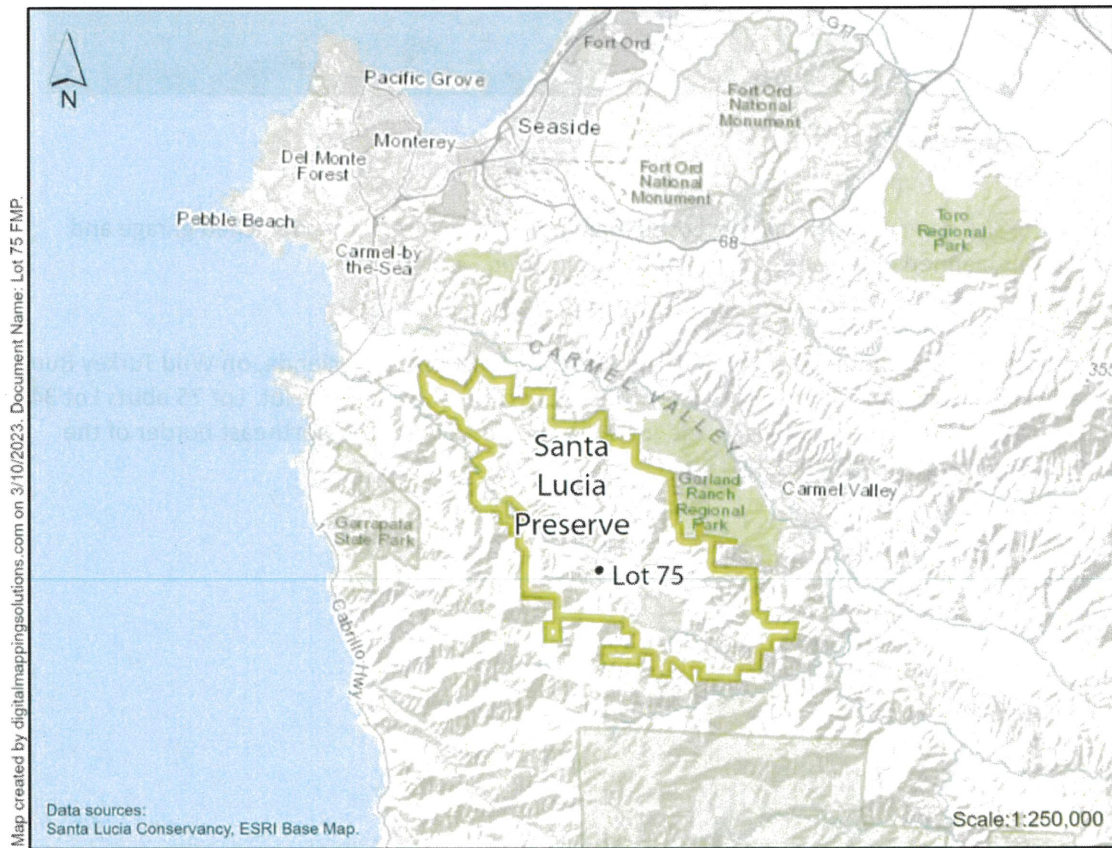 Map created by digitalmappingsolutions.com on 3/10/2023. Document Name: Lot 75 FMP.
N
Fort Ord
G17
Pacific Grove
Fort Ord
National
Monument
Seaside
Monterey
Del Monte
Forest
Fort Ord
National
Monument
Pebble Beach
Toro
Regional
Park
68
Carmel-by
the-Sea
CARMEL VALLEY
355
Santa
Lucia
Preserve
Garland
Ranch
Regional
Park
Carmel Valley
Garrapata
State Park
Lot 75
Cabrillo Hwy
Data sources:
Santa Lucia Conservancy, ESRI Base Map.
Scale:1:250,000